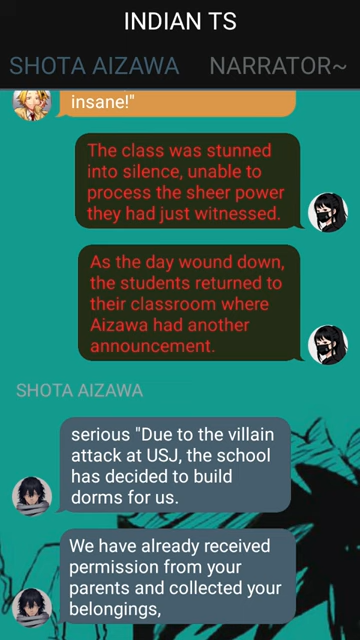 INDIAN TS
SHOTA AIZAWA NARRATOR~
insane!"
The class was stunned
into silence, unable to
process the sheer power
they had just witnessed.
As the day wound down,
the students returned to
their classroom where
Aizawa had another
announcement.
SHOTA AIZAWA
serious "Due to the villain
attack at USJ, the school
has decided to build
dorms for us.
We have already received
permission from your
parents and collected your
belongings,